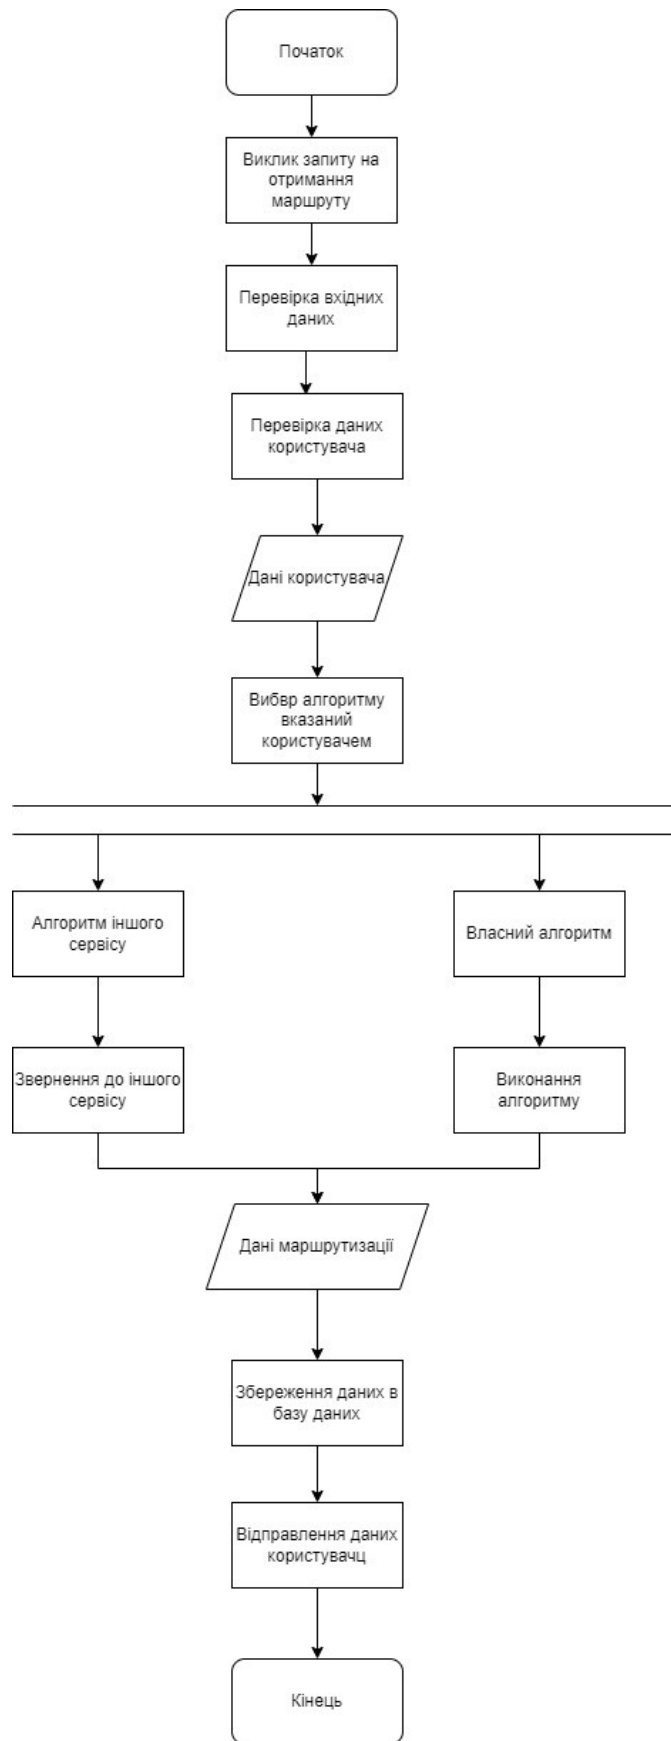 Початок
Виклик запиту на
отримання
маршруту
Перевірка вхідних
даних
Перевірка даних
користувача
Дані користувача
Вибвр алгоритму
вказаний
користувачем
Алгоритм іншого
сервісу
Власний алгоритм
Звернення до іншого
сервісу
Виконання
алгоритму
Дані маршрутизації
Збереження даних в
базу даних
Відправлення даних
користувачц
Кінець